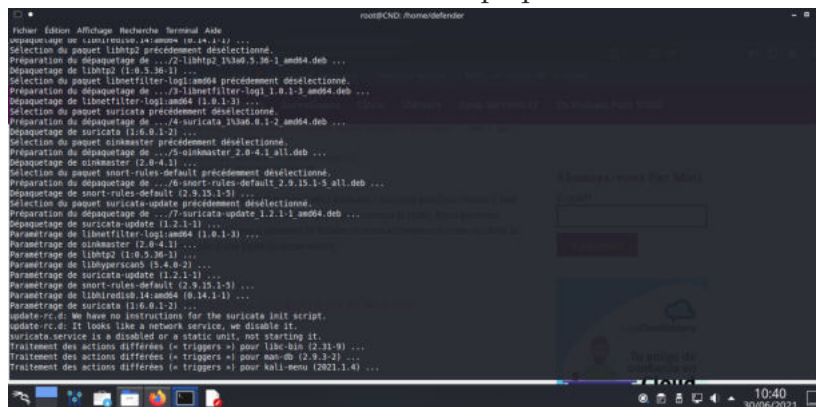 root@CND: /home/defender
Fichier Édition Affichage Recherche Terminal Aide
Dépaquetage de libhiredis0.14:amd64 (0.14.1-1) ...
Sélection du paquet libhtp2 précédemment désélectionné.
Préparation du dépaquetage de .../2-libhtp2_1%3a0.5.36-1_amd64.deb ...
Dépaquetage de libhtp2 (1:0.5.36-1) ...
Sélection du paquet libnetfilter-log1:amd64 précédemment désélectionné.
Préparation du dépaquetage de .../3-libnetfilter-log1_1.0.1-3_amd64.deb ...
Dépaquetage de libnetfilter-log1:amd64 (1.0.1-3) ...
Sélection du paquet suricata précédemment désélectionné.
Préparation du dépaquetage de .../4-suricata_1%3a6.0.1-2_amd64.deb ...
Dépaquetage de suricata (1:6.0.1-2) ...
Sélection du paquet oinkmaster précédemment désélectionné.
Préparation du dépaquetage de .../5-oinkmaster_2.0-4.1_all.deb ...
Dépaquetage de oinkmaster (2.0-4.1) ...
Sélection du paquet snort-rules-default précédemment désélectionné.
Préparation du dépaquetage de .../6-snort-rules-default_2.9.15.1-5_all.deb ...
Dépaquetage de snort-rules-default (2.9.15.1-5) ...
Sélection du paquet suricata-update précédemment désélectionné.
Préparation du dépaquetage de .../7-suricata-update_1.2.1-1_amd64.deb ...
Dépaquetage de suricata-update (1.2.1-1) ...
Paramétrage de libnetfilter-log1:amd64 (1.0.1-3) ...
Paramétrage de oinkmaster (2.0-4.1) ...
Paramétrage de libhtp2 (1:0.5.36-1) ...
Paramétrage de libhyperscan5 (5.4.0-2) ...
Paramétrage de suricata-update (1.2.1-1) ...
Paramétrage de snort-rules-default (2.9.15.1-5) ...
Paramétrage de libhiredis0.14:amd64 (0.14.1-1) ...
Paramétrage de suricata (1:6.0.1-2) ...
update-rc.d: We have no instructions for the suricata init script.
update-rc.d: It looks like a network service, we disable it.
suricata.service is a disabled or a static unit, not starting it.
Traitement des actions différées (« triggers ») pour libc-bin (2.31-9) ...
Traitement des actions différées (« triggers ») pour man-db (2.9.3-2) ...
Traitement des actions différées (« triggers ») pour kali-menu (2021.1.4) ...
10:40
30/06/2021